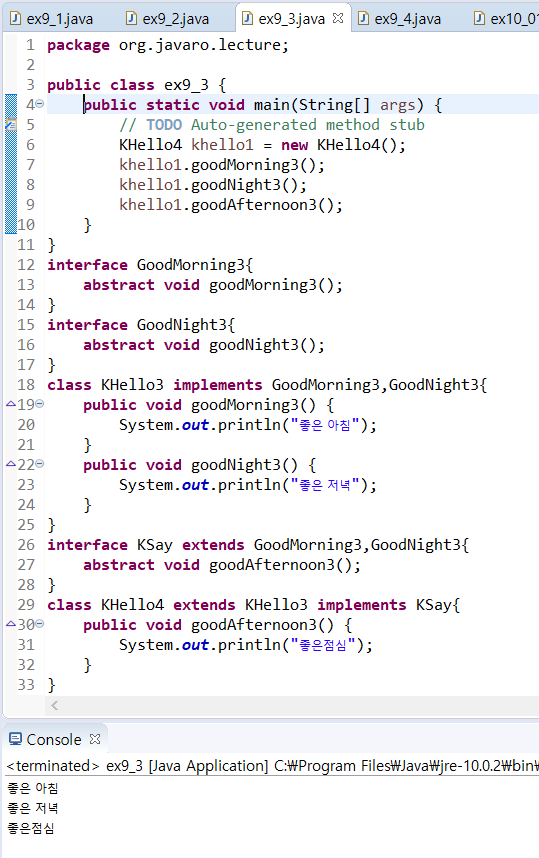 ex9_1.java ex9_2.java ex9_3.java ex9_4.java ex10_01
1 package org.javaro.lecture;
2
3 public class ex9_3 {
4 public static void main(String[] args) {
5 // TODO Auto-generated method stub
6 KHello4 khello1 = new KHello4();
7 khello1.goodMorning3();
8 khello1.goodNight3();
9 khello1.goodAfternoon3();
10 }
11 }
12 interface GoodMorning3{
13 abstract void goodMorning3();
14 }
15 interface GoodNight3{
16 abstract void goodNight3();
17 }
18 class KHello3 implements GoodMorning3,GoodNight3{
19 public void goodMorning3() {
20 System.out.println("좋은 아침");
21 }
22 public void goodNight3() {
23 System.out.println("좋은 저녁");
24 }
25 }
26 interface KSay extends GoodMorning3,GoodNight3{
27 abstract void goodAfternoon3();
28 }
29 class KHello4 extends KHello3 implements KSay{
30 public void goodAfternoon3() {
31 System.out.println("좋은점심");
32 }
33 }
Console
<terminated> ex9_3 [Java Application] C:₩Program Files₩Java₩jre-10.0.2₩bin₩
좋은 아침
좋은 저녁
좋은점심